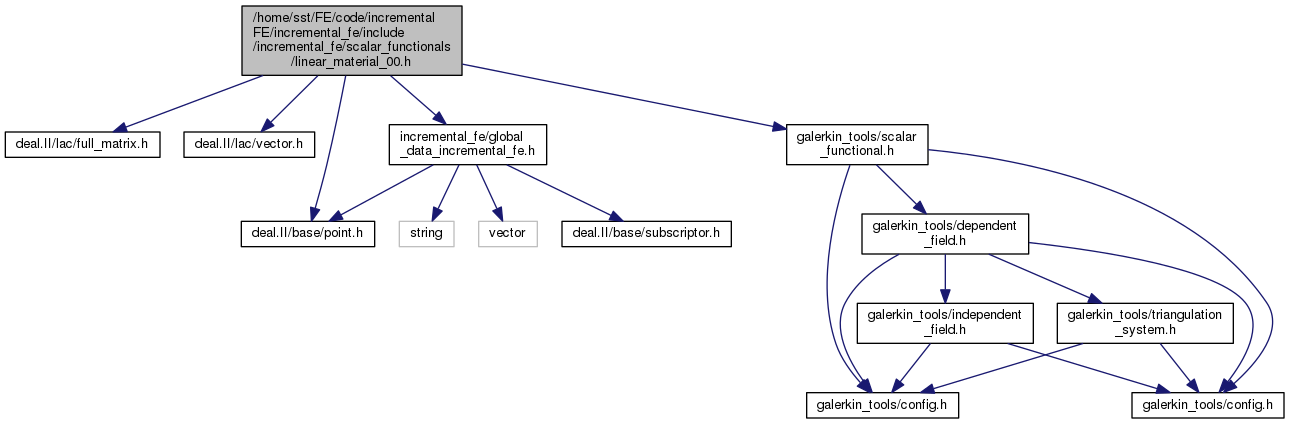 /home/sst/FE/code/incremental
FE/incremental_fe/include
/incremental_fe/scalar_functionals
/linear_material_00.h
deal.II/lac/full_matrix.h
deal.II/lac/vector.h
incremental_fe/global
_data_incremental_fe.h
galerkin_tools/scalar
_functional.h
deal.II/base/point.h
string
vector
deal.II/base/subscriptor.h
galerkin_tools/dependent
_field.h
galerkin_tools/independent
_field.h
galerkin_tools/triangulation
_system.h
galerkin_tools/config.h
galerkin_tools/config.h